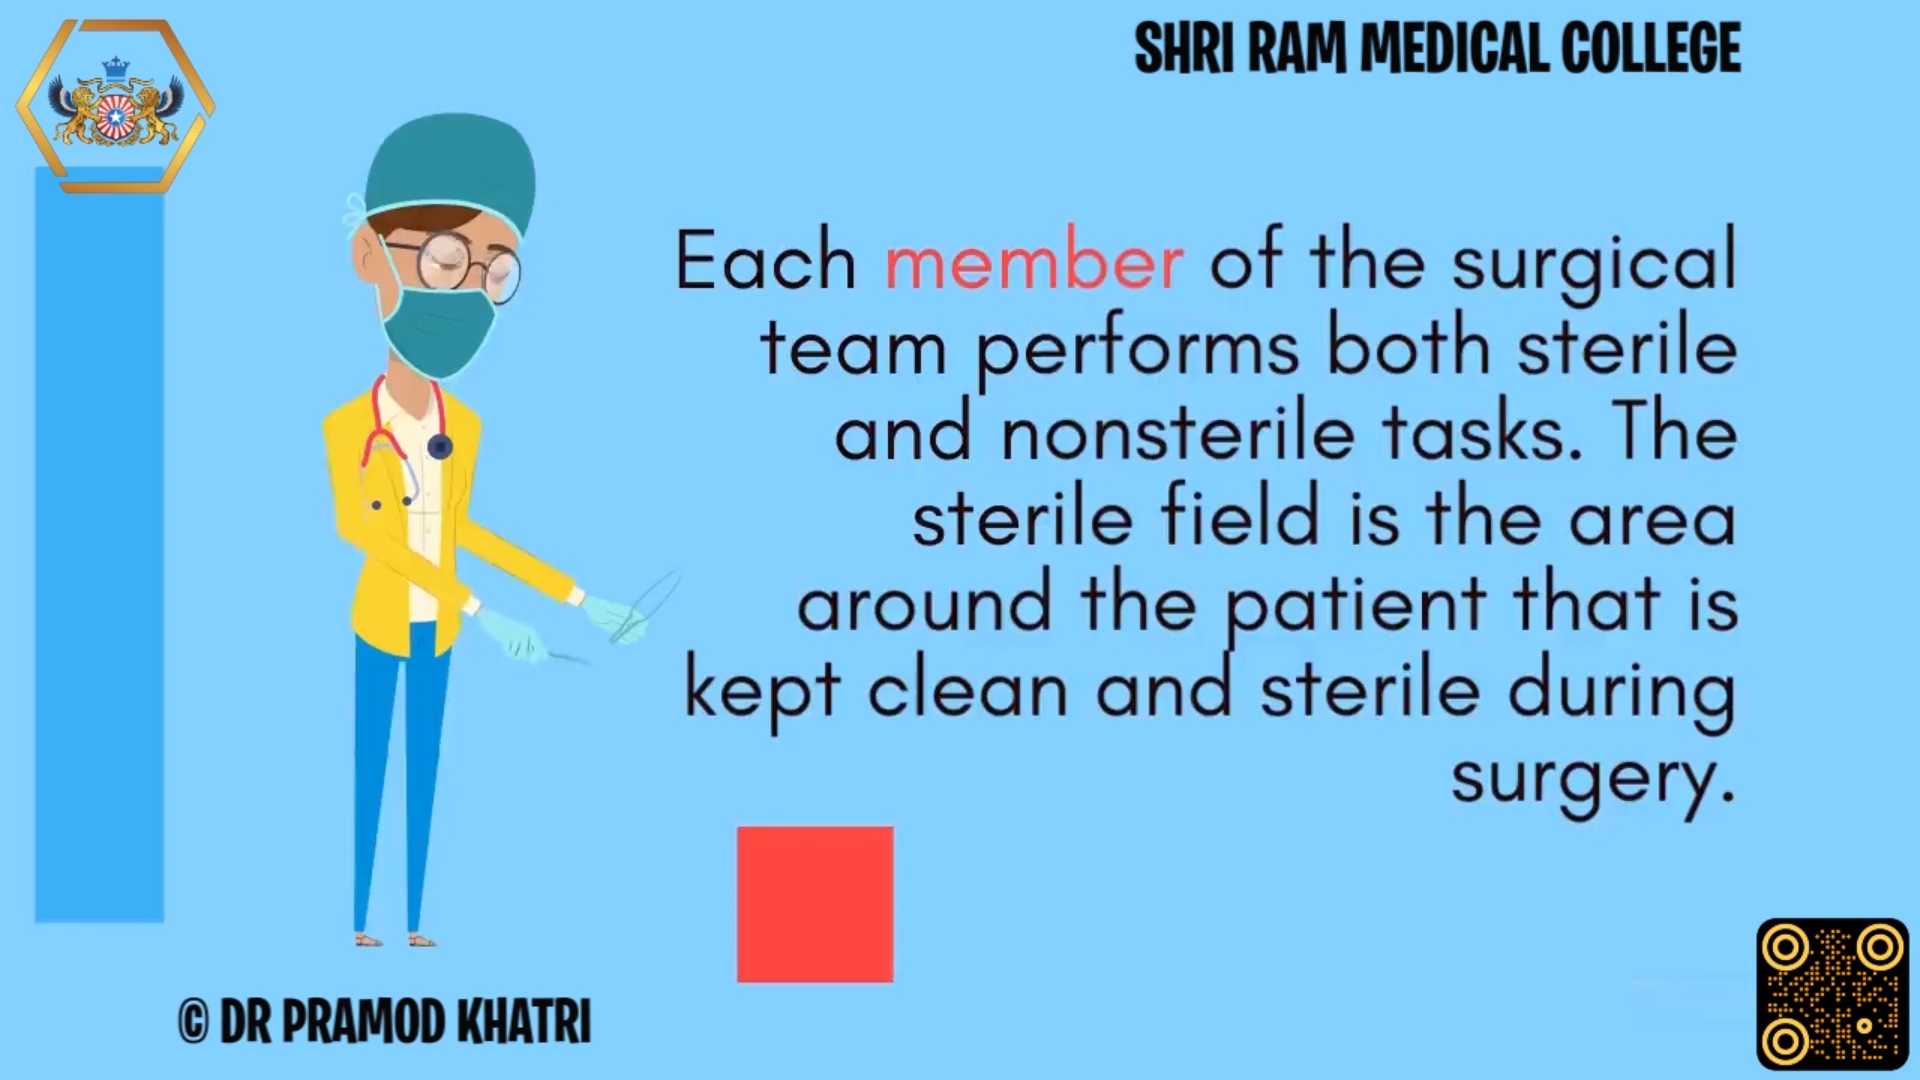 SHRI RAM MEDICAL COLLEGE
Each member of the surgical
team performs both sterile
and nonsterile tasks. The
sterile field is the area
around the patient that is
kept clean and sterile during
surgery.
© DR PRAMOD KHATRI